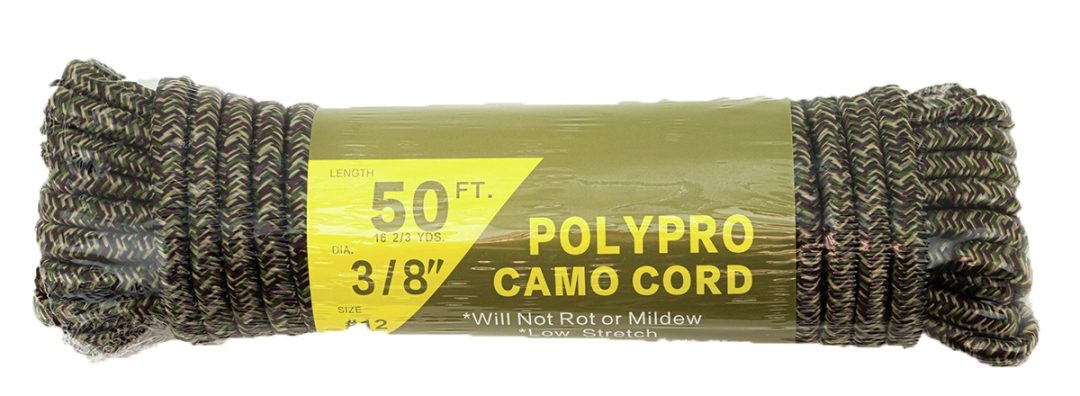 LENGTH
50 FT.
16 2/3 YDS.
DIA.
3/8"
SIZE
#12
POLYPRO
CAMO CORD
*Will Not Rot or Mildew
*Low Stretch